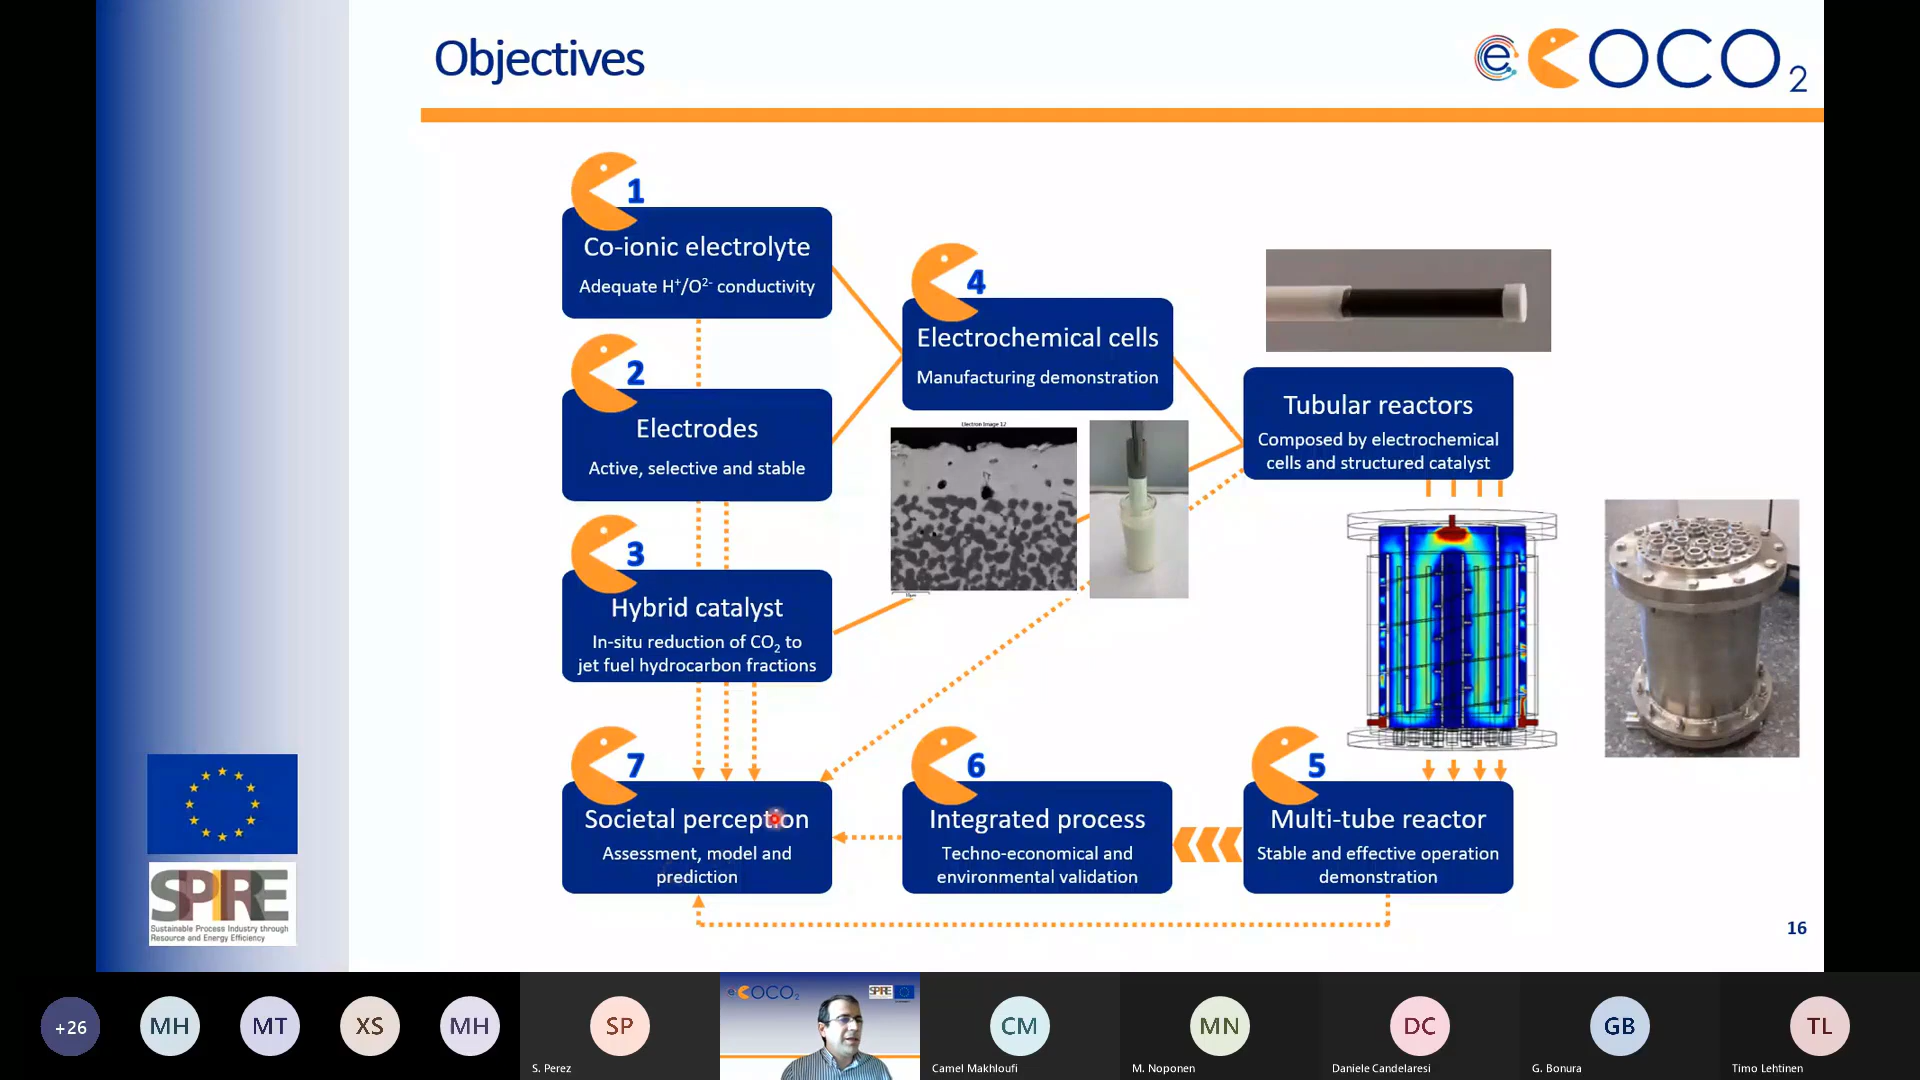 Objectives
eCOCO2
1
Co-ionic electrolyte
Adequate H+/O2- conductivity
2
Electrodes
Active, selective and stable
3
Hybrid catalyst
In-situ reduction of CO2 to
jet fuel hydrocarbon fractions
4
Electrochemical cells
Manufacturing demonstration
Electron Image 12
Tubular reactors
Composed by electrochemical
cells and structured catalyst
7
Societal perception
Assessment, model and
prediction
6
Integrated process
Techno-economical and
environmental validation
5
Multi-tube reactor
Stable and effective operation
demonstration
SPIRE
Sustainable Process Industry through
Resource and Energy Efficiency
16
+26
MH
MT
XS
MH
SP
S. Perez
eCOCO2
SPIRE
CM
Camel Makhloufi
MN
M. Noponen
DC
Daniele Candelaresi
GB
G. Bonura
TL
Timo Lehtinen